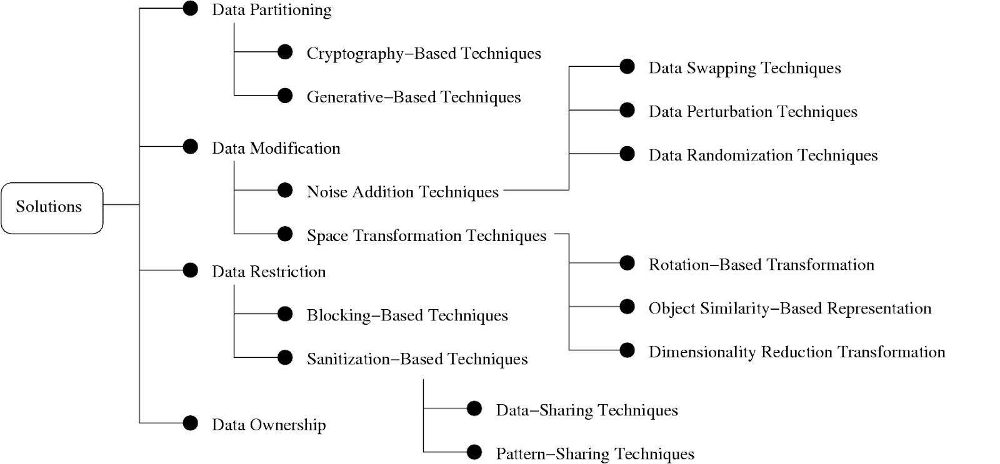 Solutions
Data Partitioning
Cryptography−Based Techniques
Generative−Based Techniques
Data Modification
Noise Addition Techniques
Data Swapping Techniques
Data Perturbation Techniques
Data Randomization Techniques
Space Transformation Techniques
Rotation−Based Transformation
Object Similarity−Based Representation
Dimensionality Reduction Transformation
Data Restriction
Blocking−Based Techniques
Sanitization−Based Techniques
Data−Sharing Techniques
Pattern−Sharing Techniques
Data Ownership